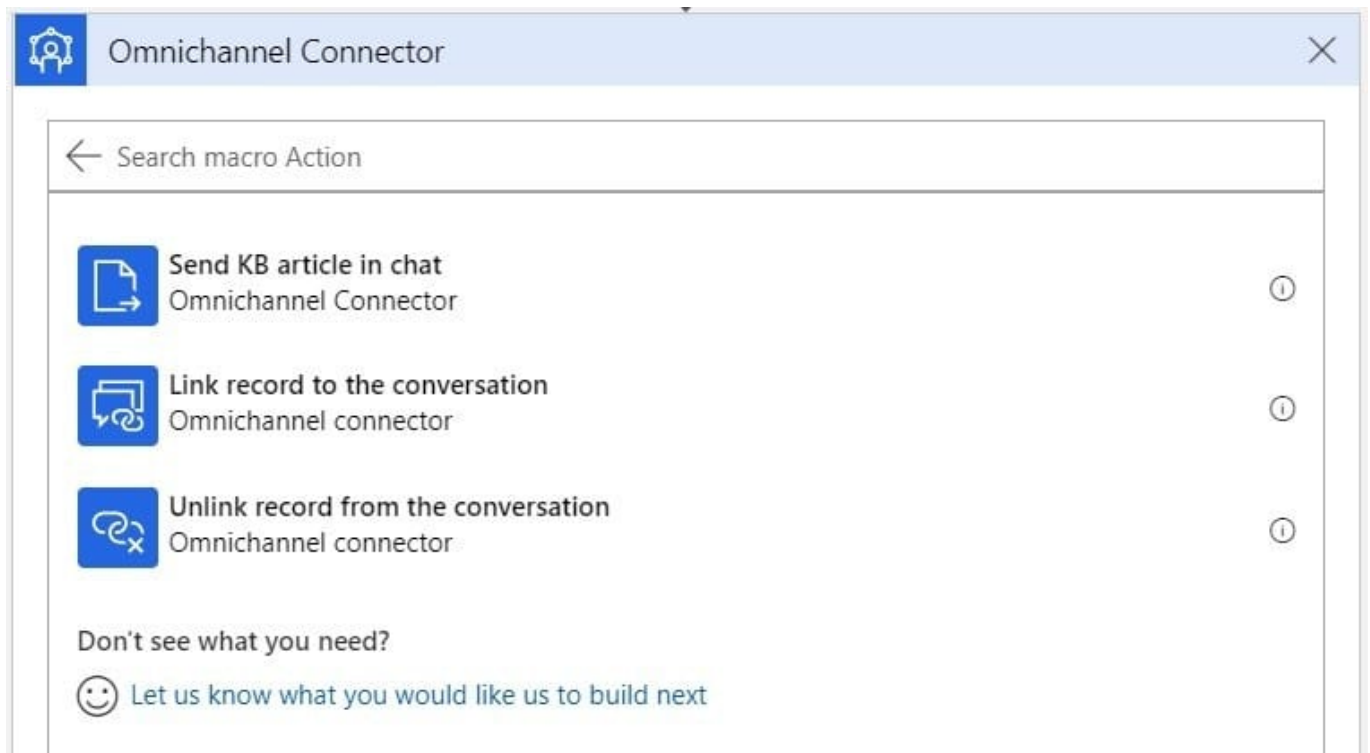 Omnichannel Connector
Search macro Action
Send KB article in chat
Omnichannel Connector
Link record to the conversation
Omnichannel connector
Unlink record from the conversation
Omnichannel connector
Don't see what you need?
Let us know what you would like us to build next